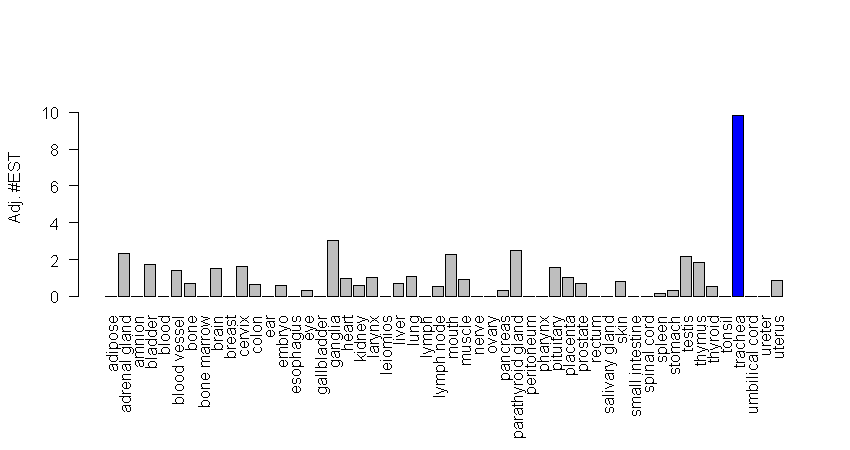 10
8
6
4
2
0
Adj. #EST
adipose
adrenal gland
amnion
bladder
blood
blood vessel
bone
bone marrow
brain
breast
cervix
colon
ear
embryo
esophagus
eye
gallbladder
ganglia
heart
kidney
larynx
leiomios
liver
lung
lymph
lymph node
mouth
muscle
nerve
ovary
pancreas
parathyroid gland
peritoneum
pharynx
pituitary
placenta
prostate
rectum
salivary gland
skin
small intestine
spinal cord
spleen
stomach
testis
thymus
thyroid
tonsil
trachea
umbilical cord
ureter
uterus